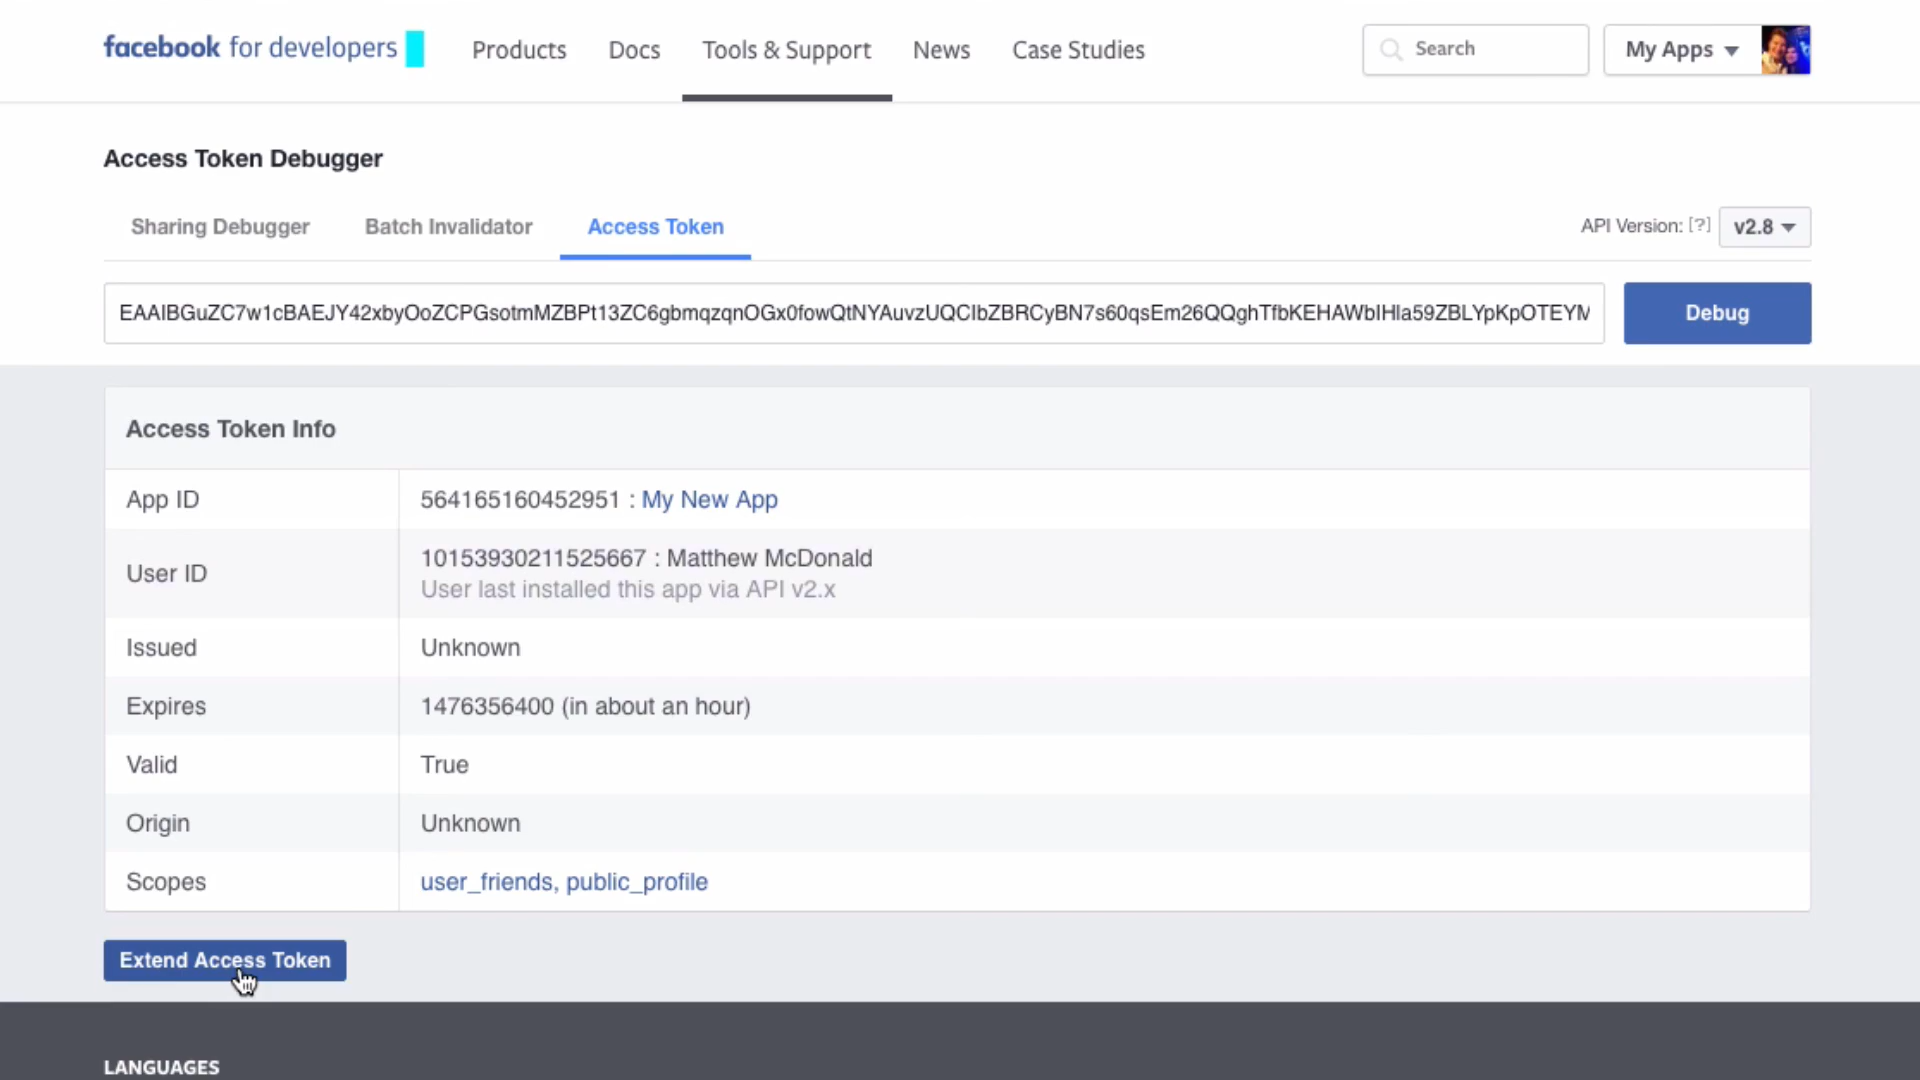 facebook for developers
Products
Docs
Tools & Support
News
Case Studies
Search
My Apps
Access Token Debugger
Sharing Debugger
Batch Invalidator
Access Token
API Version: [?]
v2.8
EAAIBGuZC7w1cBAEJY42xbyOoZCPGsotmMZBPt13ZC6gbmqzqnOGx0fowQtNYAuvzUQCIbZBRCyBN7s60qsEm26QQghTfbKEHAWbIHla59ZBLYpKpOTEYM
Debug
Access Token Info
App ID
564165160452951 : My New App
User ID
10153930211525667 : Matthew McDonald
User last installed this app via API v2.x
Issued
Unknown
Expires
1476356400 (in about an hour)
Valid
True
Origin
Unknown
Scopes
user_friends, public_profile
Extend Access Token
LANGUAGES